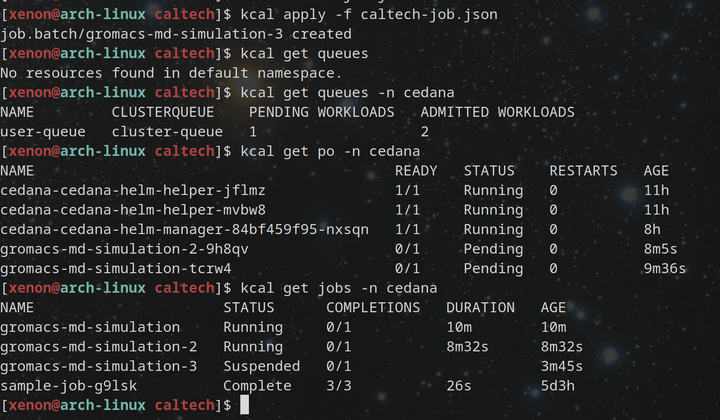 [xenon@arch-linux caltech]$ kcal apply -f caltech-job.json
job.batch/gromacs-md-simulation-3 created
[xenon@arch-linux caltech]$ kcal get queues
No resources found in default namespace.
[xenon@arch-linux caltech]$ kcal get queues -n cedana
NAME CLUSTERQUEUE PENDING WORKLOADS ADMITTED WORKLOADS
user-queue cluster-queue 1 2
[xenon@arch-linux caltech]$ kcal get po -n cedana
NAME READY STATUS RESTARTS AGE
cedana-cedana-helm-helper-jflmz 1/1 Running 0 11h
cedana-cedana-helm-helper-mvbw8 1/1 Running 0 11h
cedana-cedana-helm-manager-84bf459f95-nxsqn 1/1 Running 0 8h
gromacs-md-simulation-2-9h8qv 0/1 Pending 0 8m5s
gromacs-md-simulation-tcrw4 0/1 Pending 0 9m36s
[xenon@arch-linux caltech]$ kcal get jobs -n cedana
NAME STATUS COMPLETIONS DURATION AGE
gromacs-md-simulation Running 0/1 10m 10m
gromacs-md-simulation-2 Running 0/1 8m32s 8m32s
gromacs-md-simulation-3 Suspended 0/1 3m45s
sample-job-g9lsk Complete 3/3 26s 5d3h
[xenon@arch-linux caltech]$